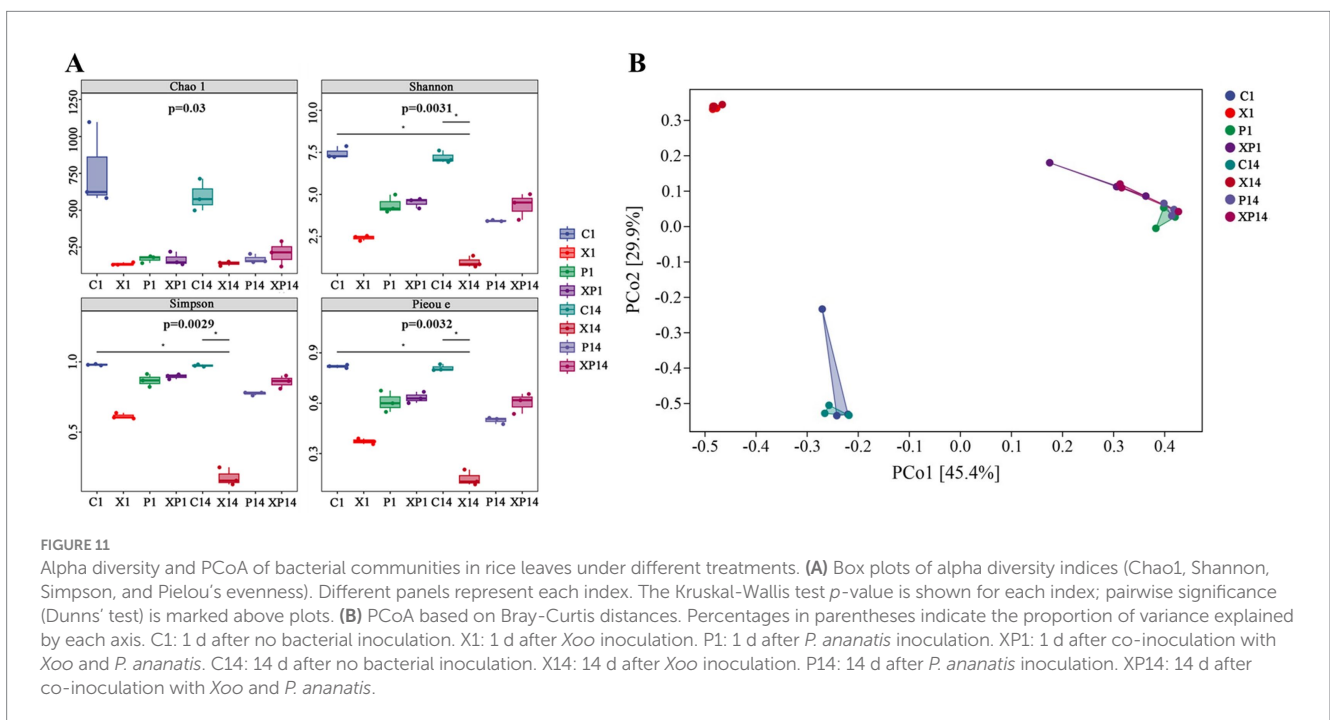 A
B
Chao 1
Shannon
p=0.03
p=0.0031
*
*
1250
1000
750
500
250
10.0
7.5
5.0
2.5
C1 X1 P1 XP1 C14 X14 P14 XP14
C1 X1 P1 XP1 C14 X14 P14 XP14
Simpson
Pieou e
p=0.0029
p=0.0032
*
*
*
*
1.0
0.5
0.9
0.6
0.3
C1 X1 P1 XP1 C14 X14 P14 XP14
C1 X1 P1 XP1 C14 X14 P14 XP14
C1
X1
P1
XP1
C14
X14
P14
XP14
PCo2 [29.9%]
0.3
0.2
0.1
0.0
-0.1
-0.2
-0.3
-0.4
-0.5
-0.5 -0.4 -0.3 -0.2 -0.1 0.0 0.1 0.2 0.3 0.4
PCo1 [45.4%]
C1
X1
P1
XP1
C14
X14
P14
XP14
FIGURE 11
Alpha diversity and PCoA of bacterial communities in rice leaves under different treatments. (A) Box plots of alpha diversity indices (Chao1, Shannon,
Simpson, and Pielou's evenness). Different panels represent each index. The Kruskal-Wallis test p-value is shown for each index; pairwise significance
(Dunns' test) is marked above plots. (B) PCoA based on Bray-Curtis distances. Percentages in parentheses indicate the proportion of variance explained
by each axis. C1: 1 d after no bacterial inoculation. X1: 1 d after Xoo inoculation. P1: 1 d after P. ananatis inoculation. XP1: 1 d after co-inoculation with
Xoo and P. ananatis. C14: 14 d after no bacterial inoculation. X14: 14 d after Xoo inoculation. P14: 14 d after P. ananatis inoculation. XP14: 14 d after
co-inoculation with Xoo and P. ananatis.